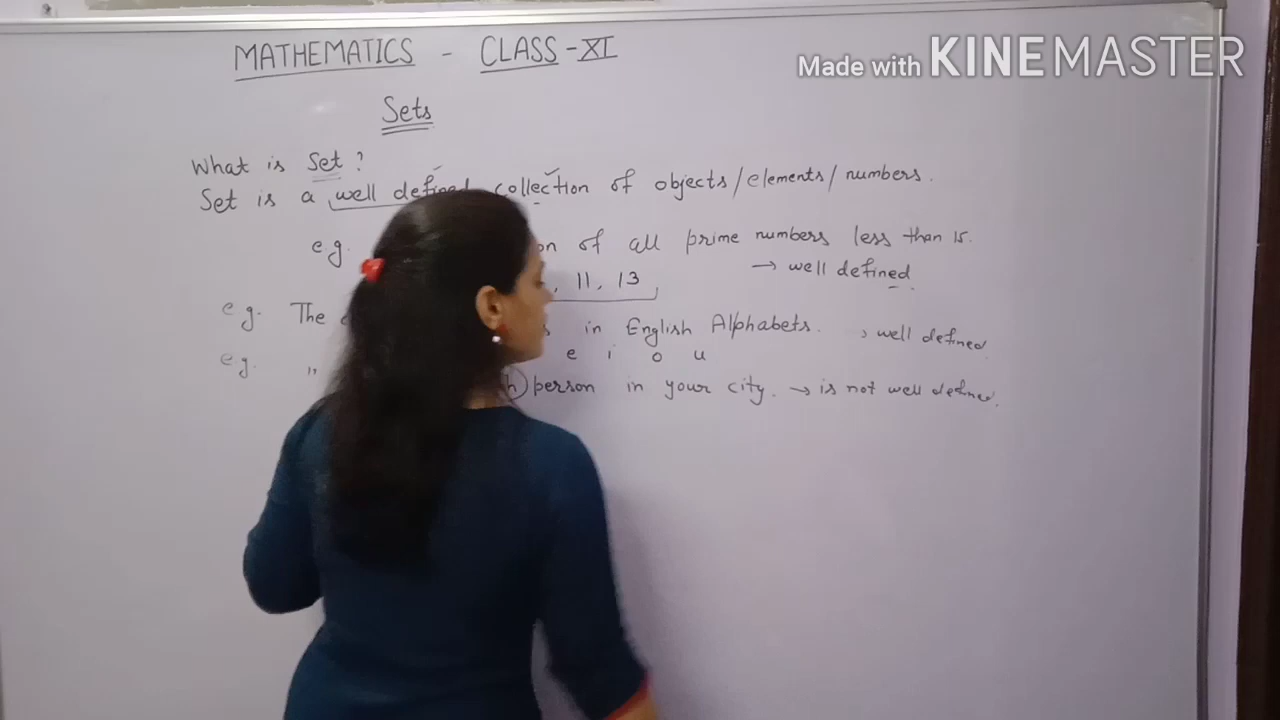 MATHEMATICS - CLASS - XI
Made with KINEMASTER
Sets
What is Set?
Set is a well defined collection of objects/elements/numbers.
e.g. of all prime numbers less than 15.
, 11, 13 → well defined
e.g. The in English Alphabets. , well defined
e.g. ,, e i o u
person in your city. → is not well defined.